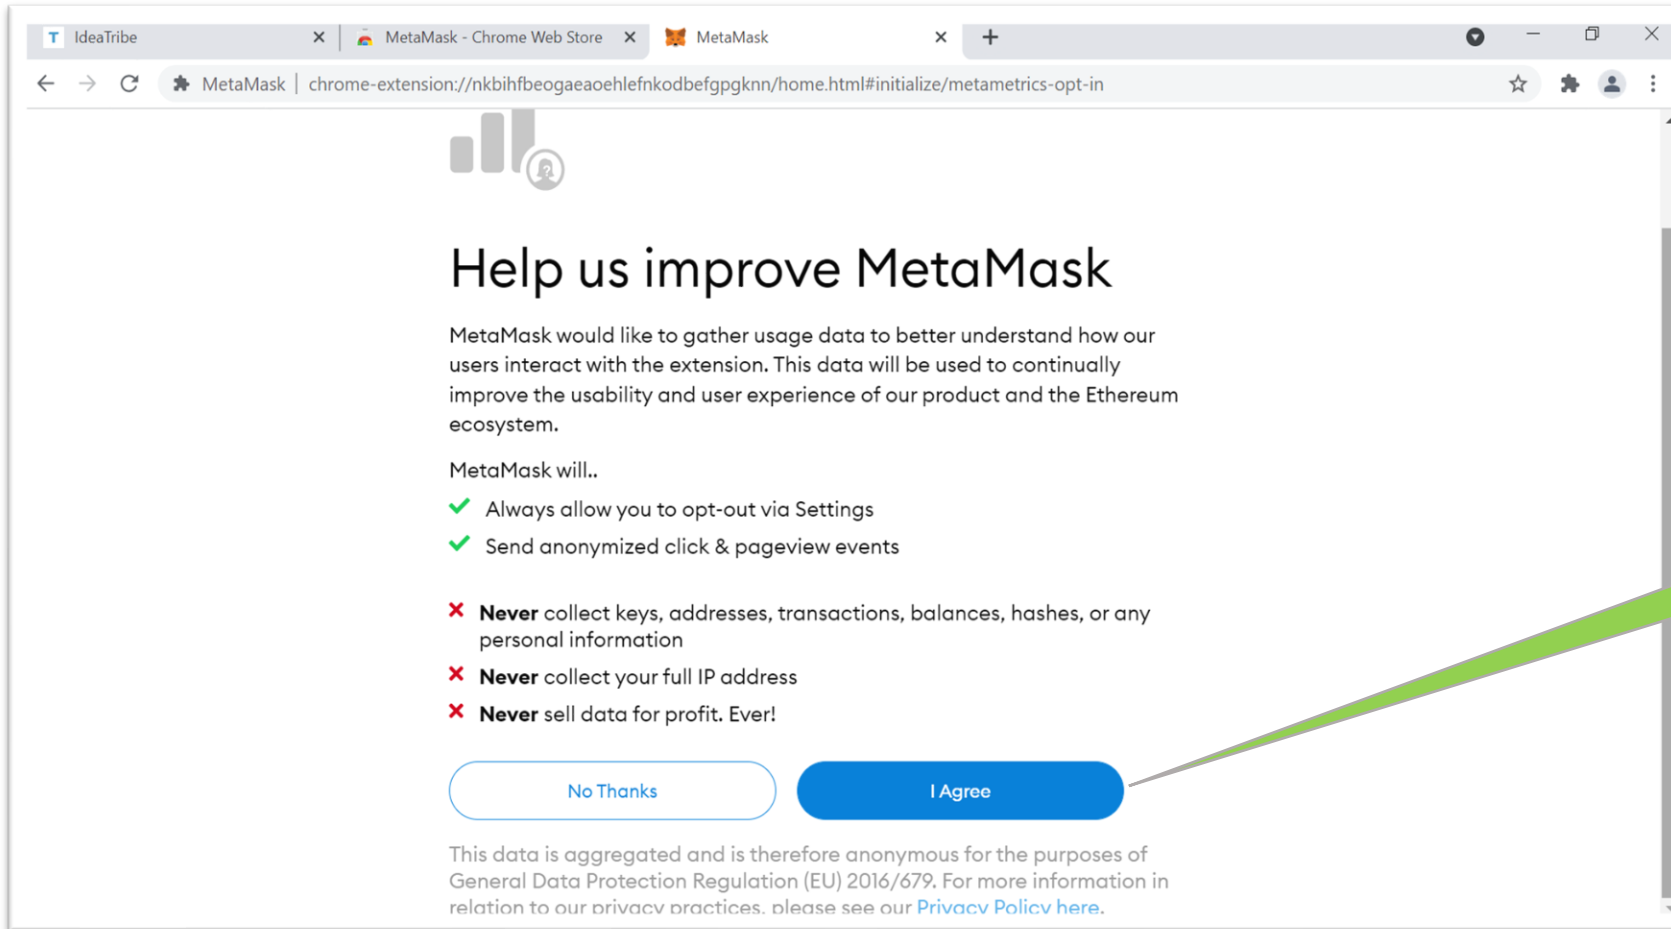 IdeaTribe
MetaMask - Chrome Web Store
MetaMask
MetaMask | chrome-extension://nkbihfbeogaeaoehlefnkodbefgpgknn/home.html#initialize/metametrics-opt-in
Help us improve MetaMask
MetaMask would like to gather usage data to better understand how our
users interact with the extension. This data will be used to continually
improve the usability and user experience of our product and the Ethereum
ecosystem.
MetaMask will..
Always allow you to opt-out via Settings
Send anonymized click & pageview events
Never collect keys, addresses, transactions, balances, hashes, or any
personal information
Never collect your full IP address
Never sell data for profit. Ever!
No Thanks
I Agree
This data is aggregated and is therefore anonymous for the purposes of
General Data Protection Regulation (EU) 2016/679. For more information in
relation to our privacy practices, please see our Privacy Policy here.